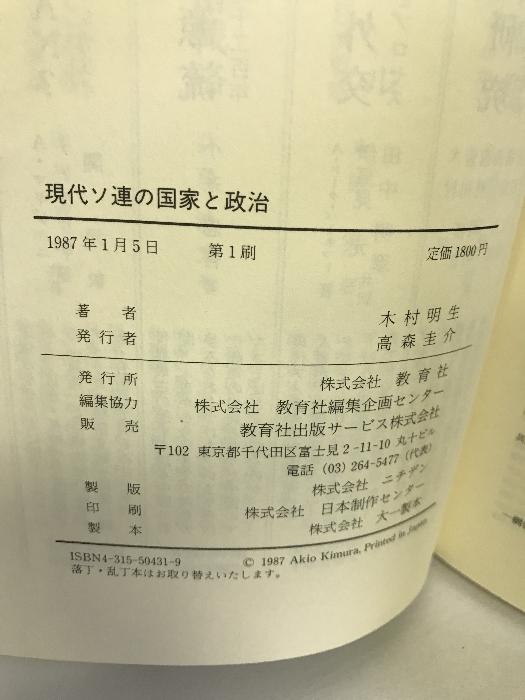 現代ソ連の国家と政治
1987年1月5日 第1刷 定価1800円
著者 木村明生
発行者 高森圭介
発行所 株式会社 教育社
編集協力 株式会社 教育社編集企画センター
販売 教育社出版サービス株式会社
〒102 東京都千代田区富士見2-11-10 丸十ビル
電話 (03) 264-5477 (代表)
製版 株式会社 ニチデン
印刷 株式会社 日本制作センター
製本 株式会社 大一製本
ISBN4-315-50431-9 © 1987 Akio Kimura, Printed in Japan
落丁・乱丁本はお取り替えいたします。